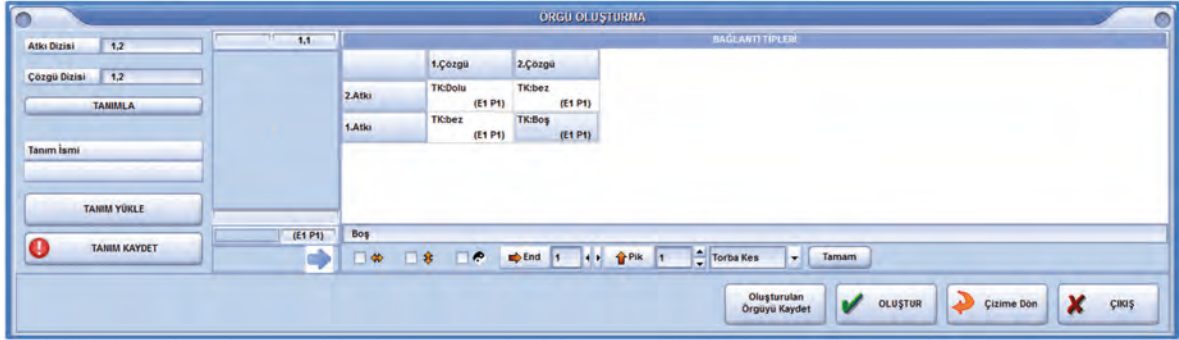 ÖRGÜ OLUŞTURMA
Atkı Dizisi 1,2
Çözgü Dizisi 1,2
TANIMLA
Tanım İsmi
TANIM YÜKLE
TANIM KAYDET
1,1
(E1 P1)
BAĞLANTI TİPLERİ
1.Çözgü 2.Çözgü
2.Atkı TK:Dolu (E1 P1) TK:bez (E1 P1)
1.Atkı TK:bez (E1 P1) TK:Boş (E1 P1)
Boş
End 1 Pik 1 Torba Kes Tamam
Oluşturulan
Örgüyü Kaydet
OLUŞTUR
Çizime Dön
ÇIKIŞ